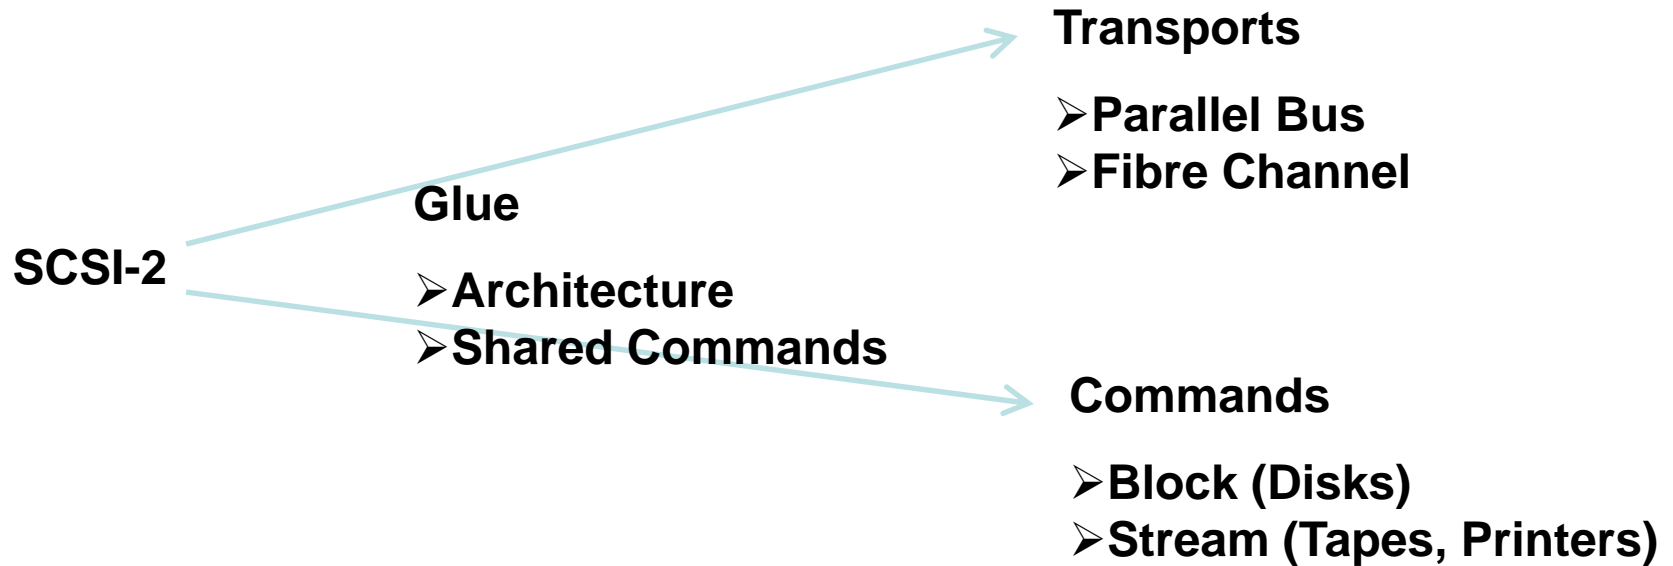 SCSI-2
Glue
➢Architecture
➢Shared Commands
Transports
➢Parallel Bus
➢Fibre Channel
Commands
➢Block (Disks)
➢Stream (Tapes, Printers)